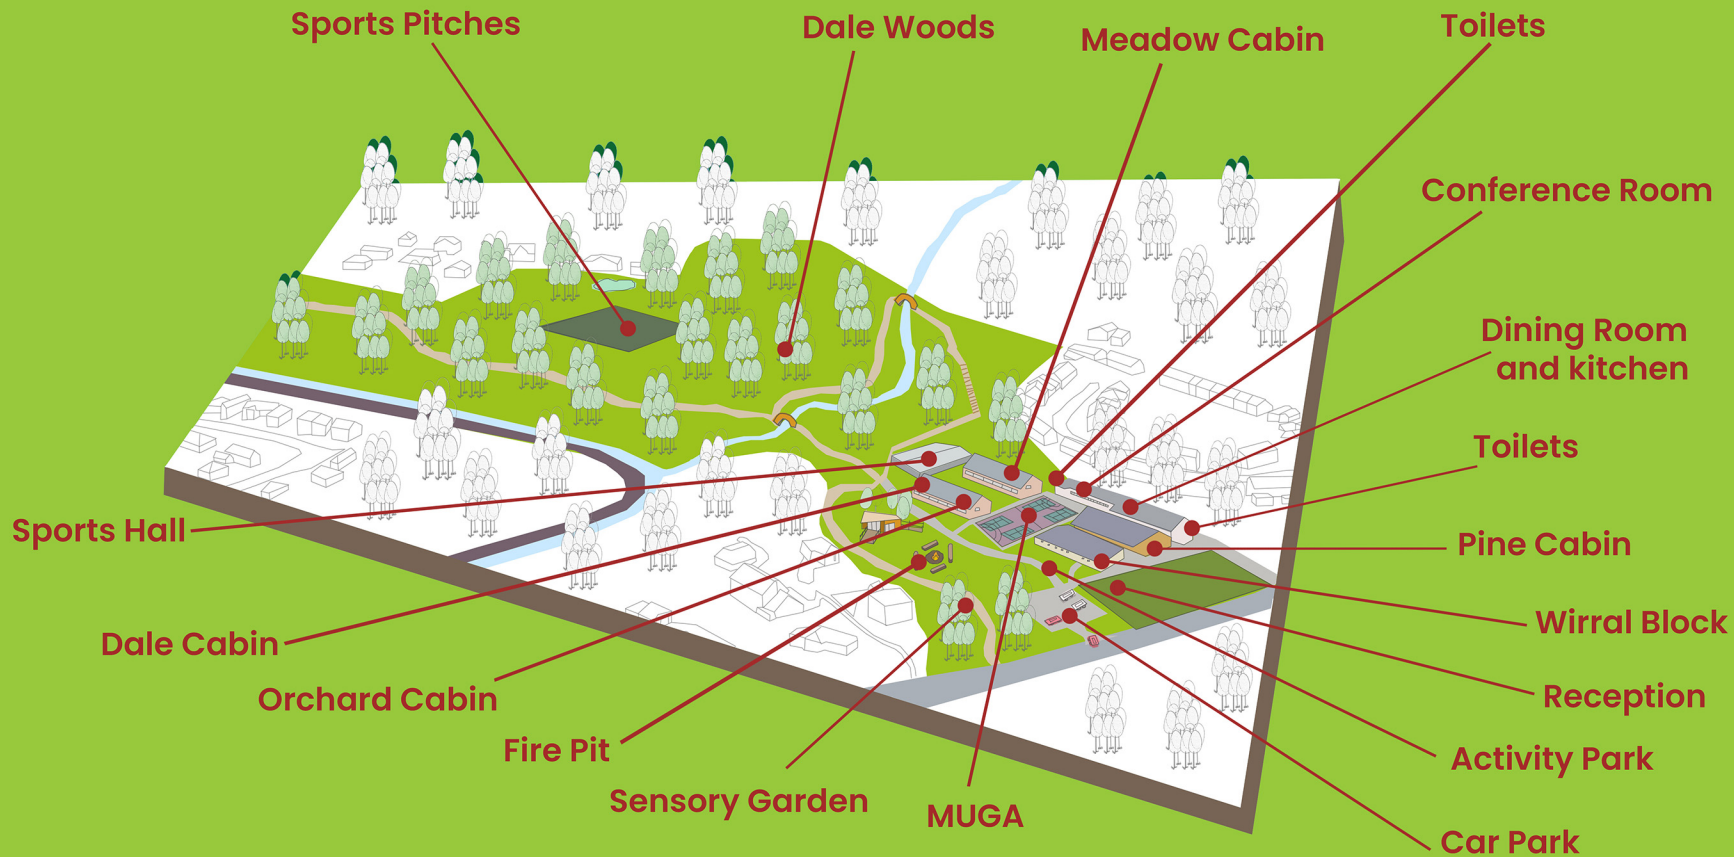 Sports Pitches
Dale Woods
Meadow Cabin
Toilets
Conference Room
Dining Room
and kitchen
Toilets
Sports Hall
Pine Cabin
Wirral Block
Dale Cabin
Orchard Cabin
Reception
Fire Pit
Activity Park
Sensory Garden
MUGA
Car Park